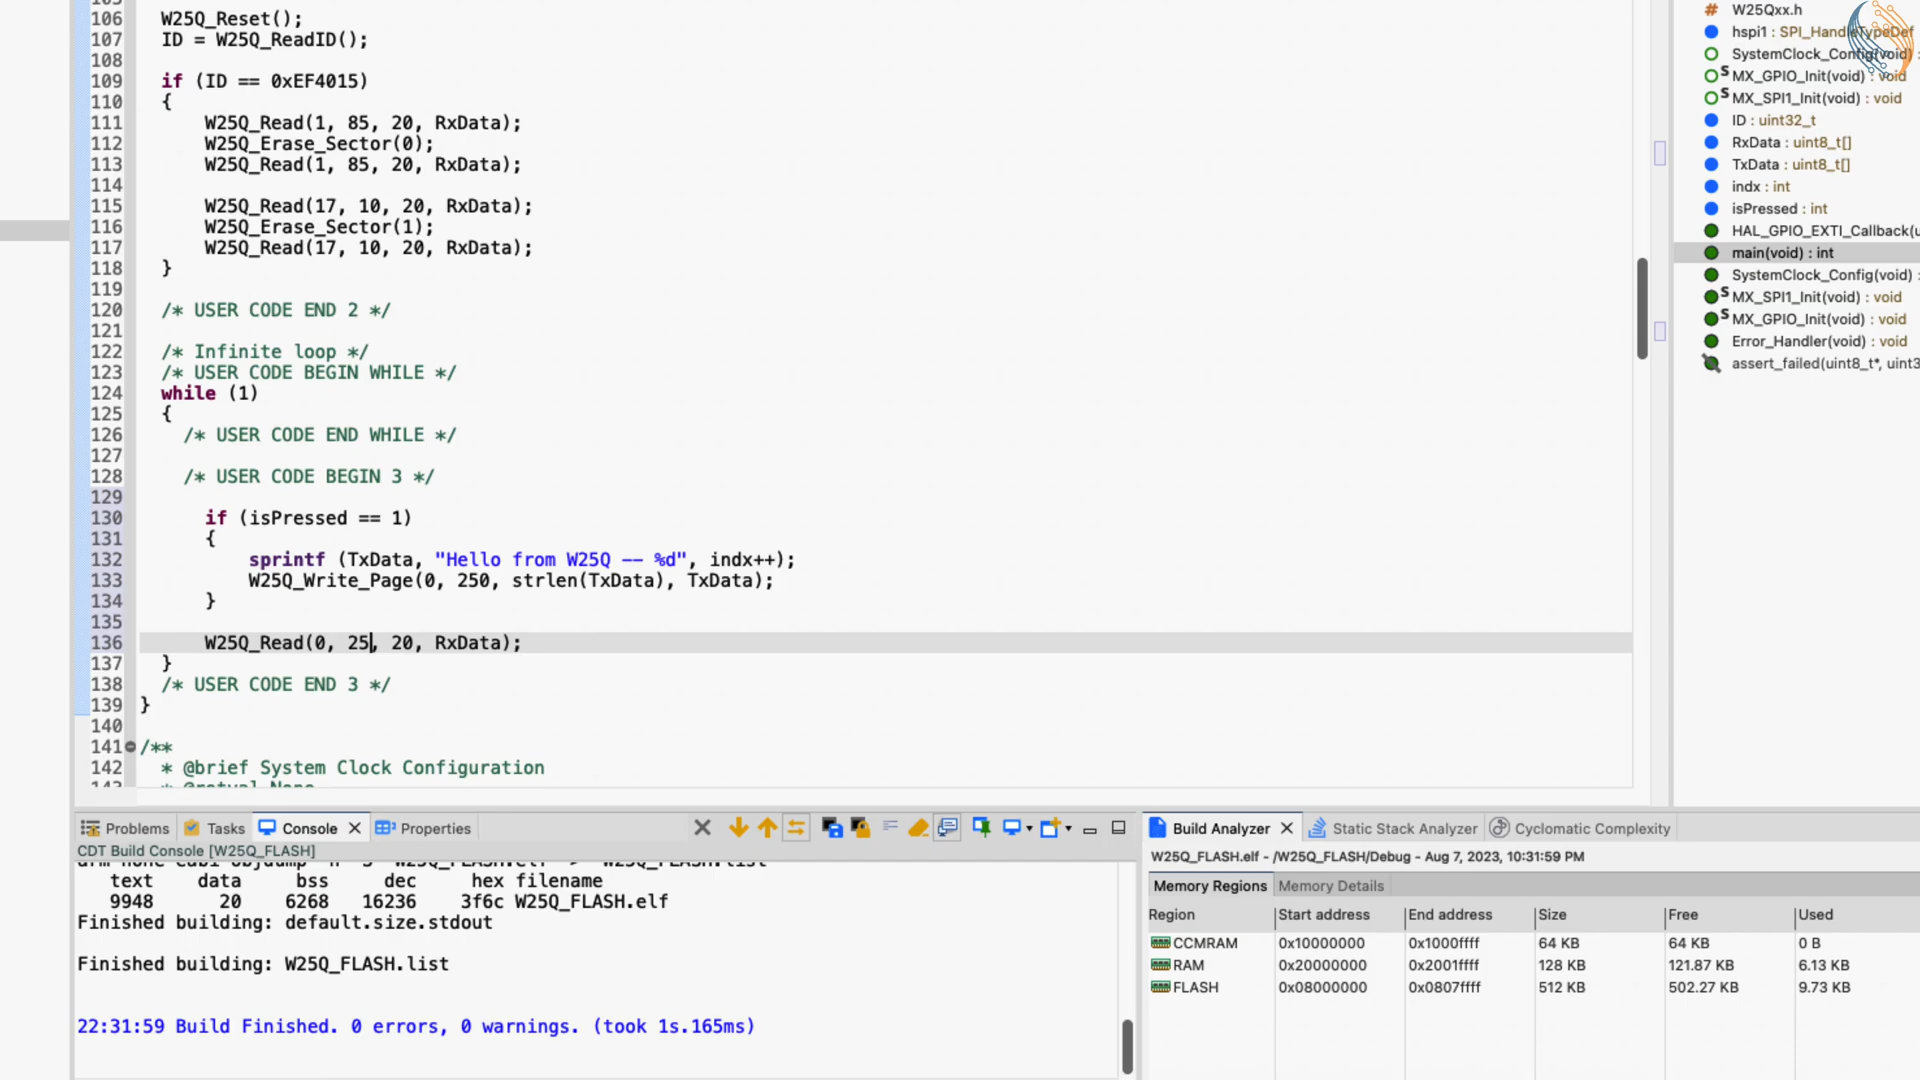 106 W25Q_Reset();
107 ID = W25Q_ReadID();
108
109 if (ID == 0xEF4015)
110 {
111 W25Q_Read(1, 85, 20, RxData);
112 W25Q_Erase_Sector(0);
113 W25Q_Read(1, 85, 20, RxData);
114
115 W25Q_Read(17, 10, 20, RxData);
116 W25Q_Erase_Sector(1);
117 W25Q_Read(17, 10, 20, RxData);
118 }
119
120 /* USER CODE END 2 */
121
122 /* Infinite loop */
123 /* USER CODE BEGIN WHILE */
124 while (1)
125 {
126 /* USER CODE END WHILE */
127
128 /* USER CODE BEGIN 3 */
129
130 if (isPressed == 1)
131 {
132 sprintf (TxData, "Hello from W25Q -- %d", indx++);
133 W25Q_Write_Page(0, 250, strlen(TxData), TxData);
134 }
135
136 W25Q_Read(0, 25, 20, RxData);
137 }
138 /* USER CODE END 3 */
139 }
140
141 /**
142 * @brief System Clock Configuration
# W25Qxx.h
hspi1 : SPI_HandleTypeDef
SystemClock_Config(void) :
S MX_GPIO_Init(void) : void
S MX_SPI1_Init(void) : void
ID : uint32_t
RxData : uint8_t[]
TxData : uint8_t[]
indx : int
isPressed : int
HAL_GPIO_EXTI_Callback(u
main(void) : int
SystemClock_Config(void) :
S MX_SPI1_Init(void) : void
S MX_GPIO_Init(void) : void
Error_Handler(void) : void
assert_failed(uint8_t*, uint3
Problems Tasks Console Properties
CDT Build Console [W25Q_FLASH]
text data bss dec hex filename
9948 20 6268 16236 3f6c W25Q_FLASH.elf
Finished building: default.size.stdout
Finished building: W25Q_FLASH.list
22:31:59 Build Finished. 0 errors, 0 warnings. (took 1s.165ms)
Build Analyzer Static Stack Analyzer Cyclomatic Complexity
W25Q_FLASH.elf - /W25Q_FLASH/Debug - Aug 7, 2023, 10:31:59 PM
Memory Regions Memory Details
Region Start address End address Size Free Used
CCMRAM 0x10000000 0x1000ffff 64 KB 64 KB 0 B
RAM 0x20000000 0x2001ffff 128 KB 121.87 KB 6.13 KB
FLASH 0x08000000 0x0807ffff 512 KB 502.27 KB 9.73 KB